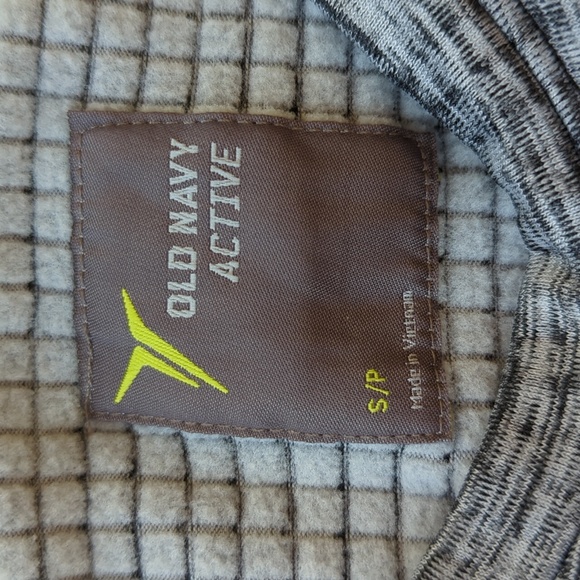 OLD NAVY
ACTIVE
S/P
Made in Vietnam